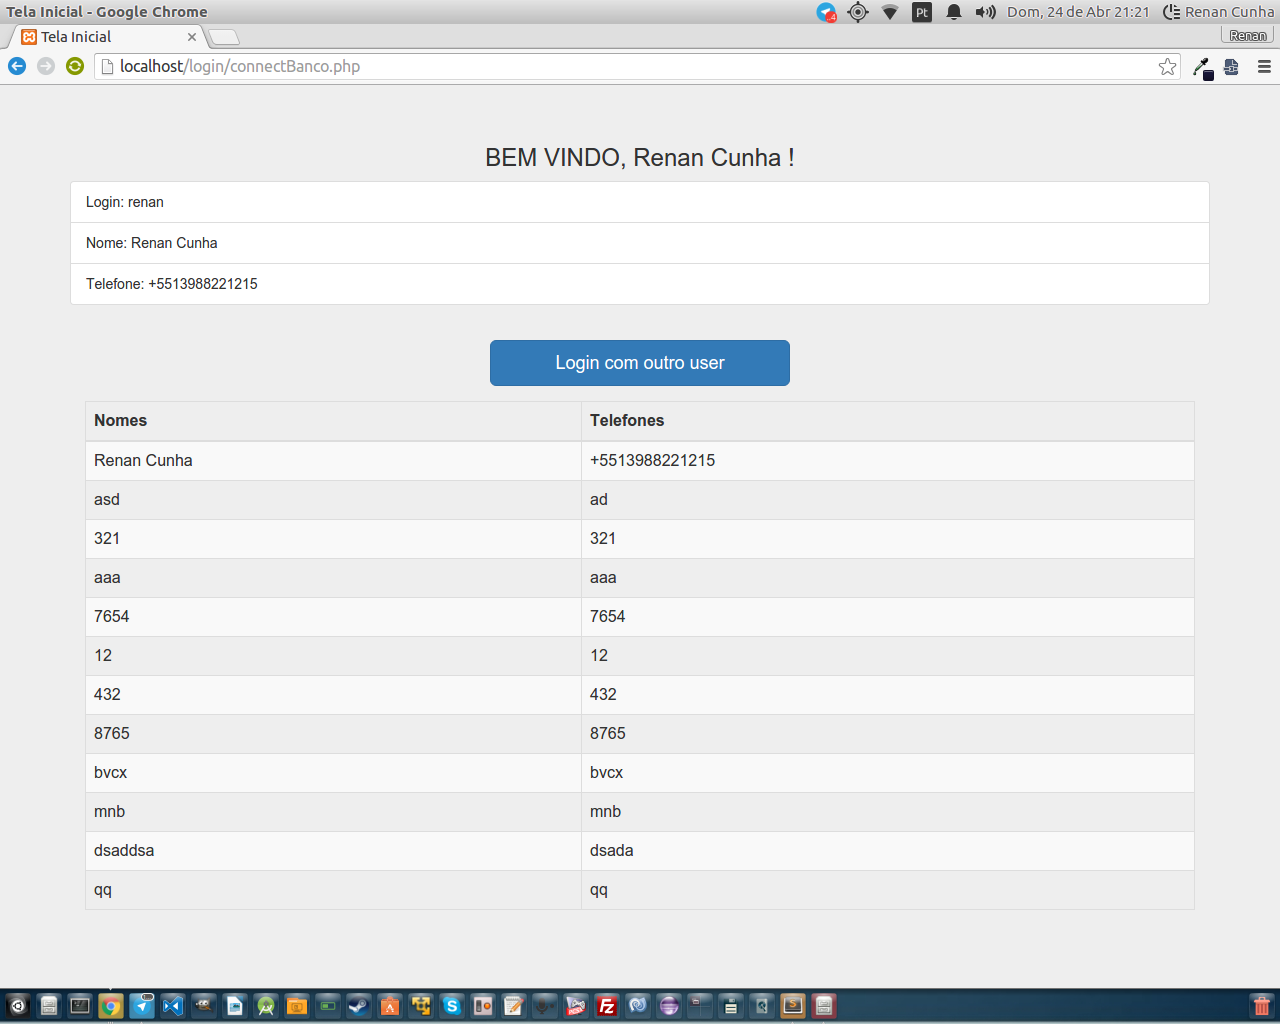 Tela Inicial - Google Chrome
4
Pt
Dom, 24 de Abr 21:21
Renan Cunha
Tela Inicial
Renan
localhost/login/connectBanco.php
BEM VINDO, Renan Cunha !
Login: renan
Nome: Renan Cunha
Telefone: +5513988221215
Login com outro user
Nomes Telefones
Renan Cunha +5513988221215
asd ad
321 321
aaa aaa
7654 7654
12 12
432 432
8765 8765
bvcx bvcx
mnb mnb
dsaddsa dsada
qq qq